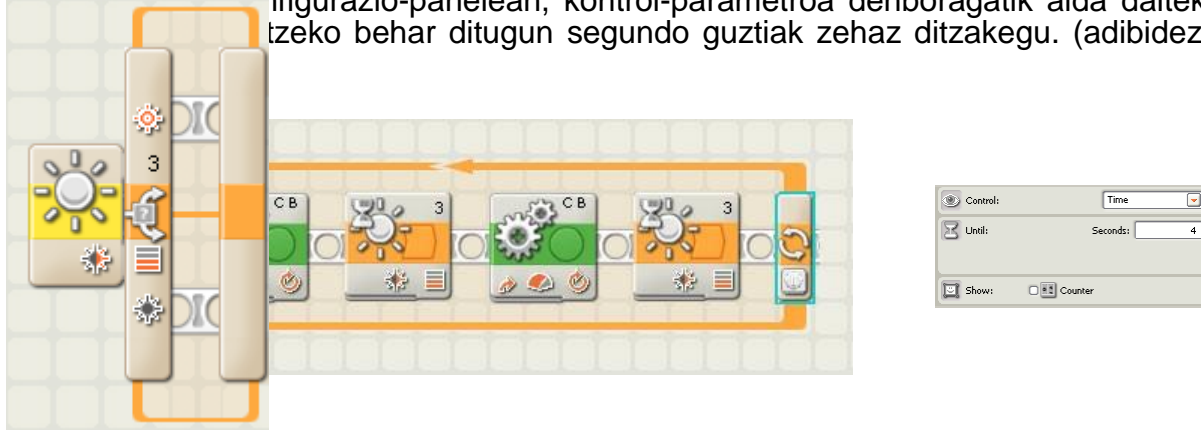 figurazio-panelean, kontrol-parametroa denboragatik alda daitek
tzeko behar ditugun segundo guztiak zehaz ditzakegu. (adibidez
3
C B
3
C B
3
Control: Time
Until: Seconds: 4
Show: Counter